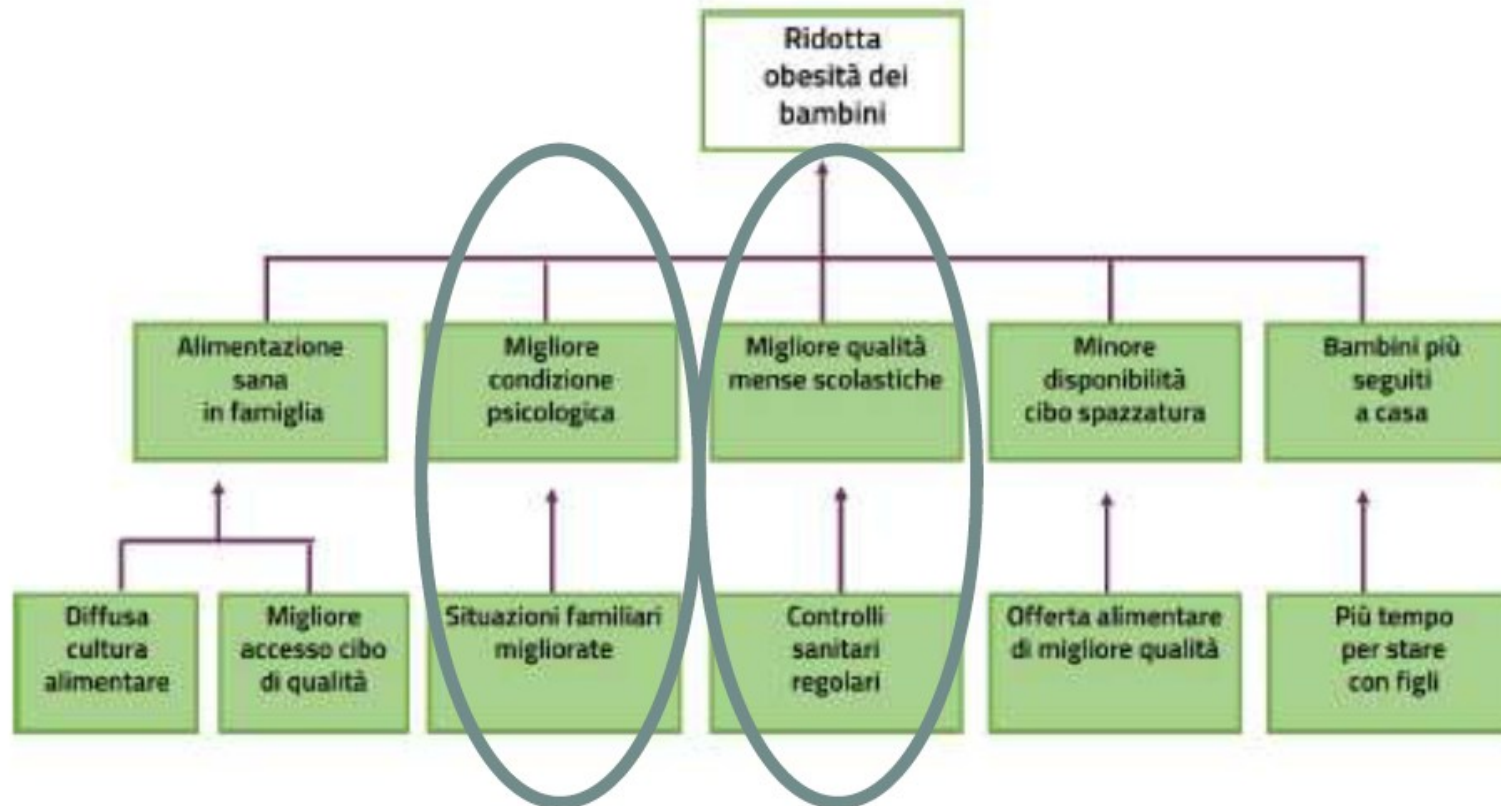 Ridotta
obesità dei
bambini
Alimentazione
sana
in famiglia
Migliore
condizione
psicologica
Migliore qualità
mense scolastiche
Minore
disponibilità
cibo spazzatura
Bambini più
seguiti
a casa
Diffusa
cultura
alimentare
Migliore
accesso cibo
di qualità
Situazioni familiari
migliorate
Controlli
sanitari
regolari
Offerta alimentare
di migliore qualità
Più tempo
per stare
con figli